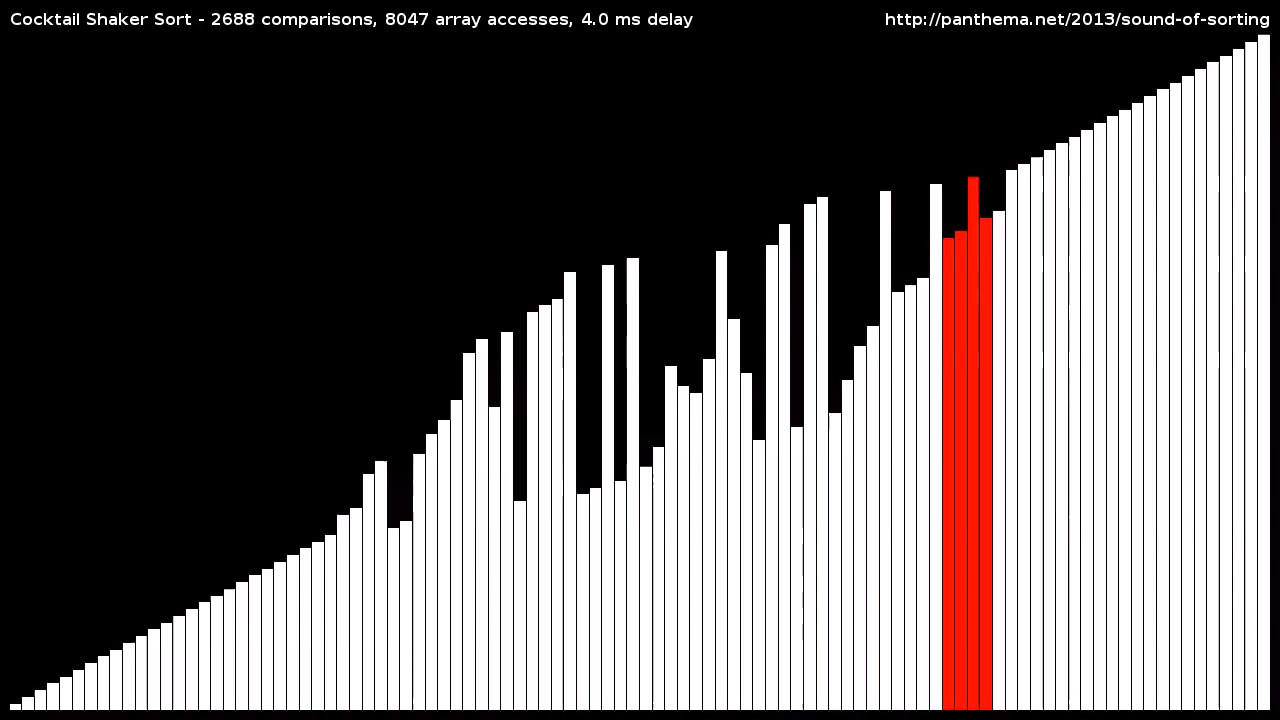 Cocktail Shaker Sort - 2688 comparisons, 8047 array accesses, 4.0 ms delay
http://panthema.net/2013/sound-of-sorting